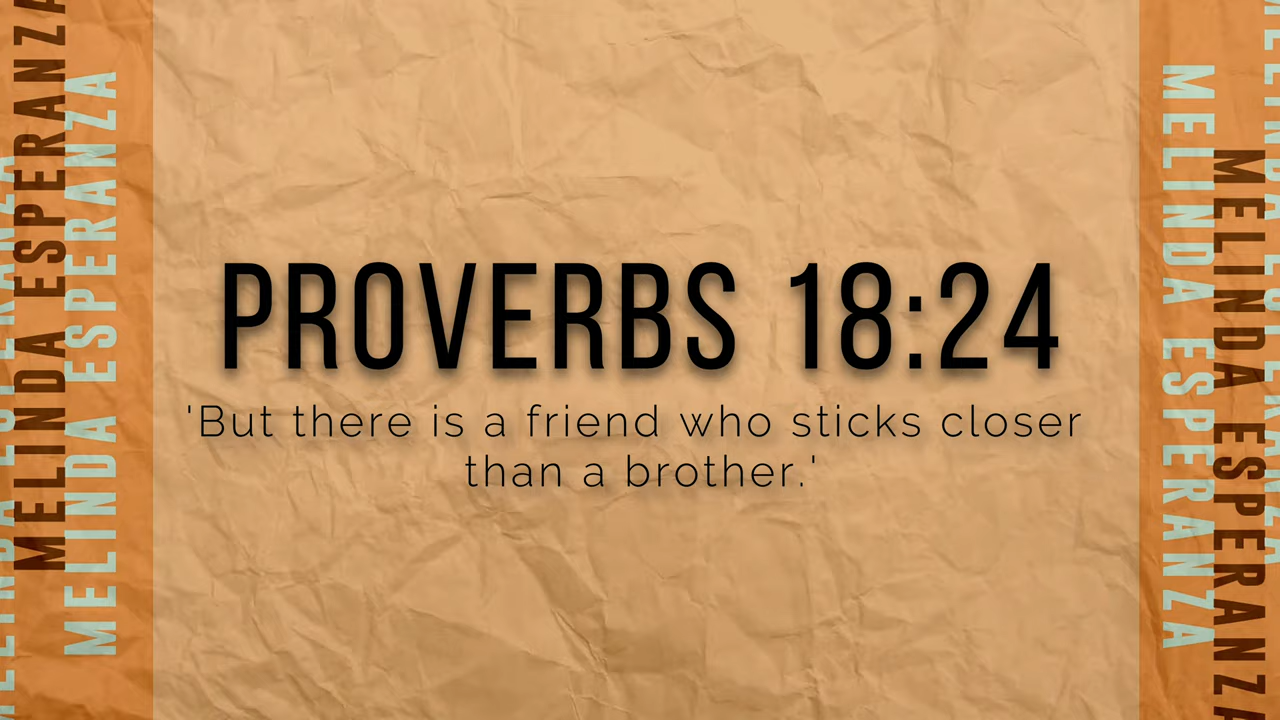 MELINDA ESPERANZA
MELINDA ESPERANZA
PROVERBS 18:24
'But there is a friend who sticks closer
than a brother.'
MELINDA ESPERANZA
MELINDA ESPERANZA